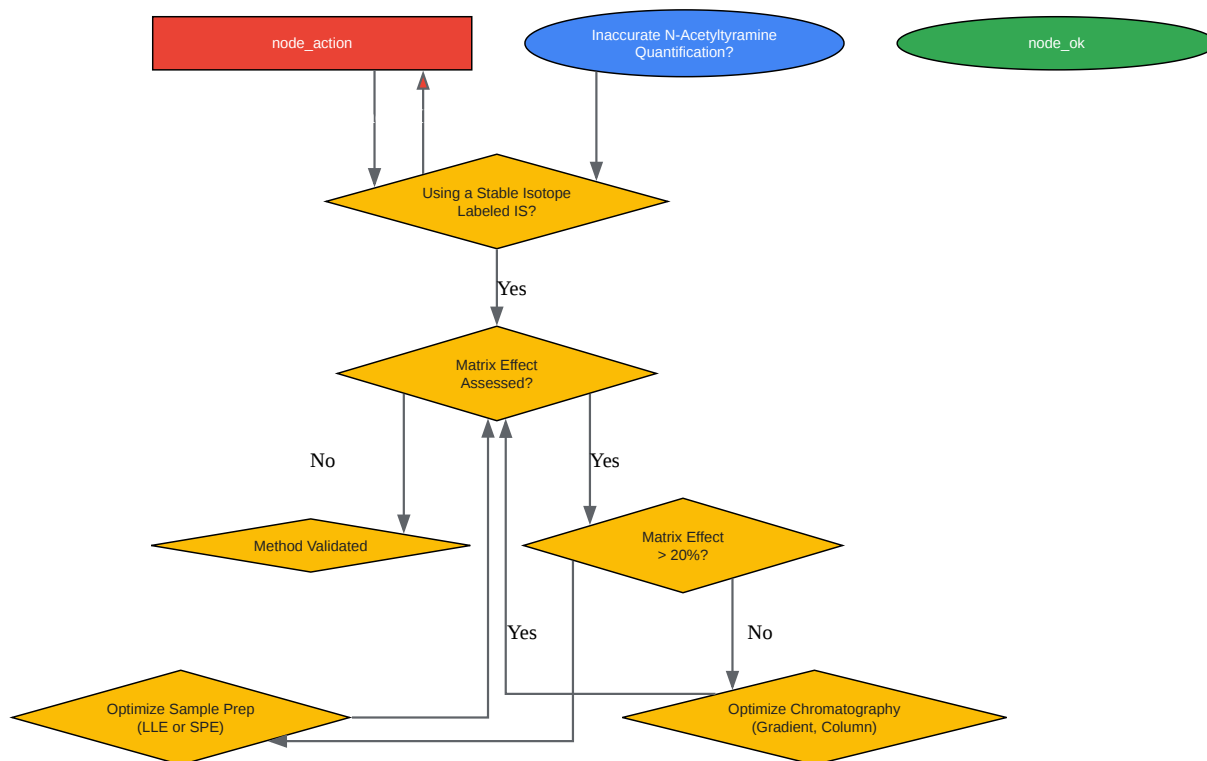 node_action
Inaccurate N-Acetyltyramine
Quantification?
node_ok
Using a Stable Isotope
Labeled IS?
Yes
Matrix Effect
Assessed?
No
Yes
Method Validated
Matrix Effect
> 20%?
Yes
No
Optimize Sample Prep
(LLE or SPE)
Optimize Chromatography
(Gradient, Column)